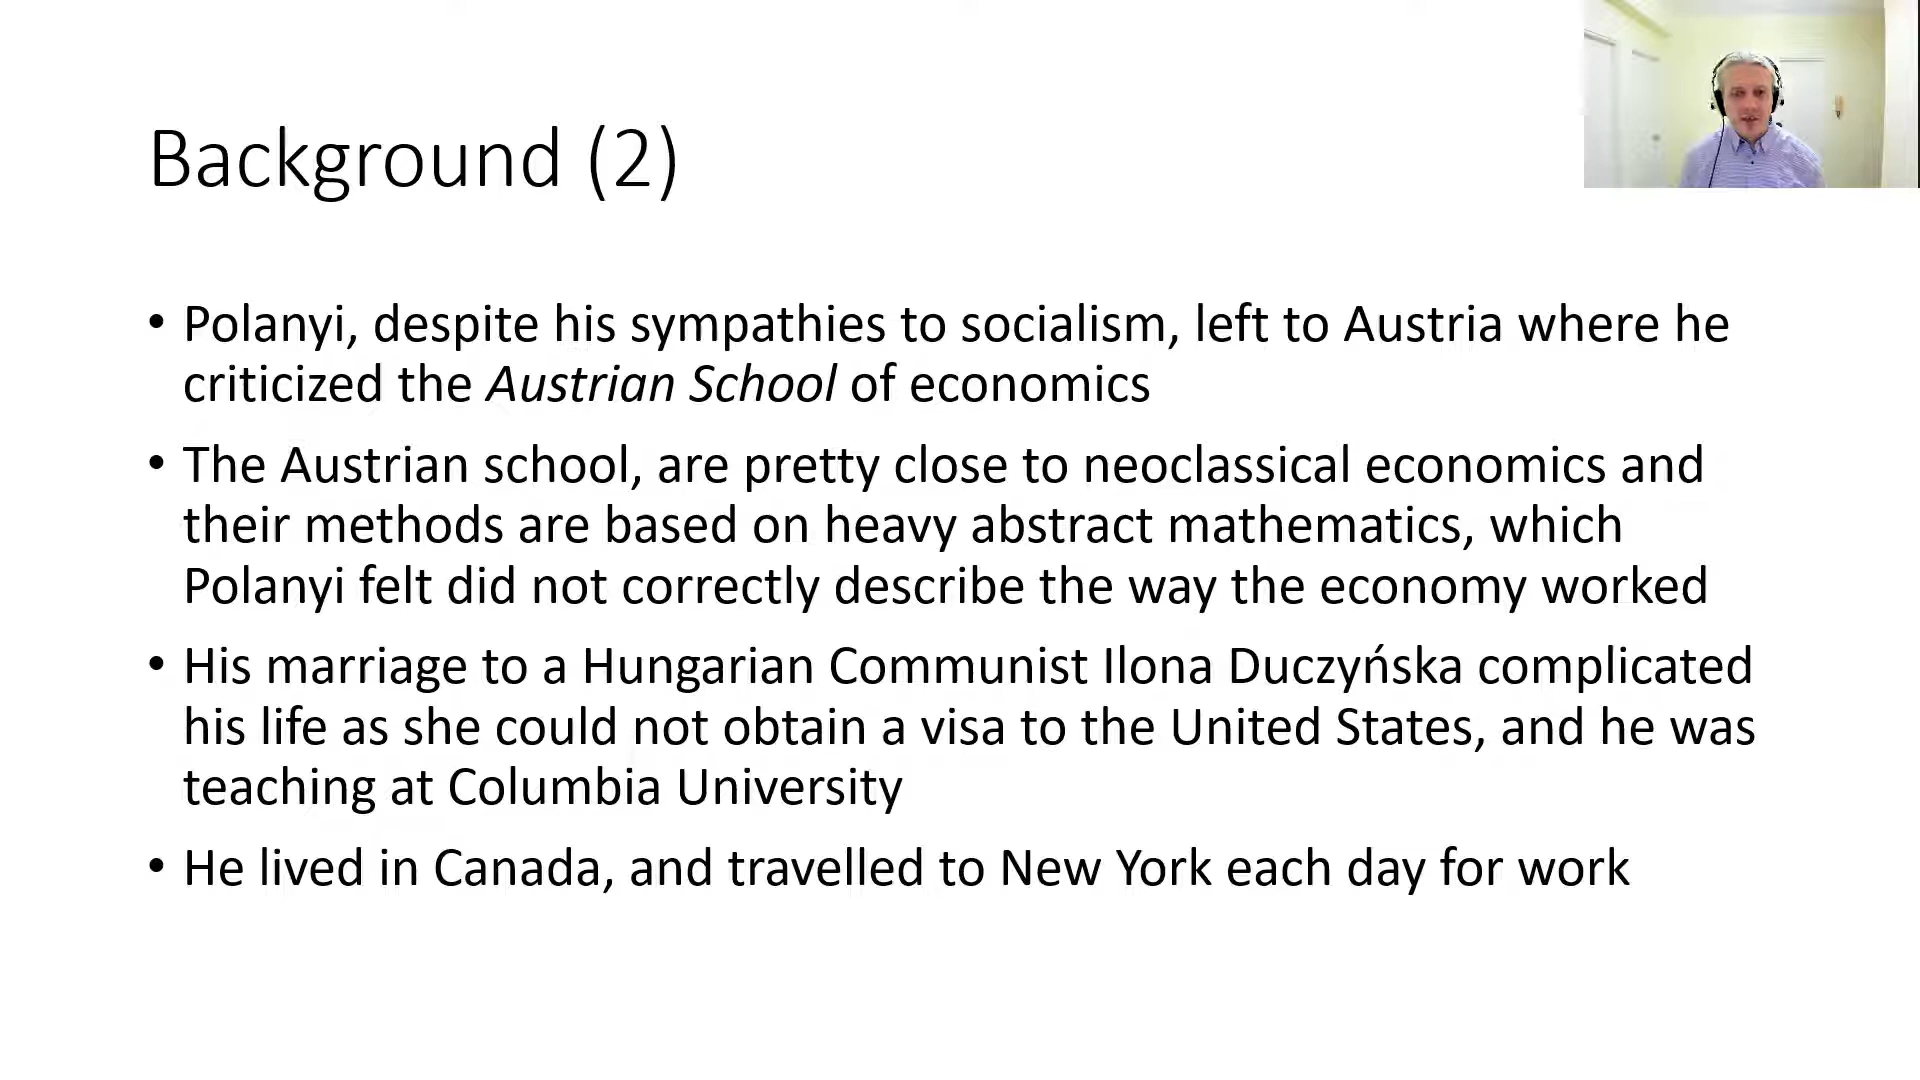 Background (2)
• Polanyi, despite his sympathies to socialism, left to Austria where he
criticized the Austrian School of economics
• The Austrian school, are pretty close to neoclassical economics and
their methods are based on heavy abstract mathematics, which
Polanyi felt did not correctly describe the way the economy worked
• His marriage to a Hungarian Communist Ilona Duczyńska complicated
his life as she could not obtain a visa to the United States, and he was
teaching at Columbia University
• He lived in Canada, and travelled to New York each day for work